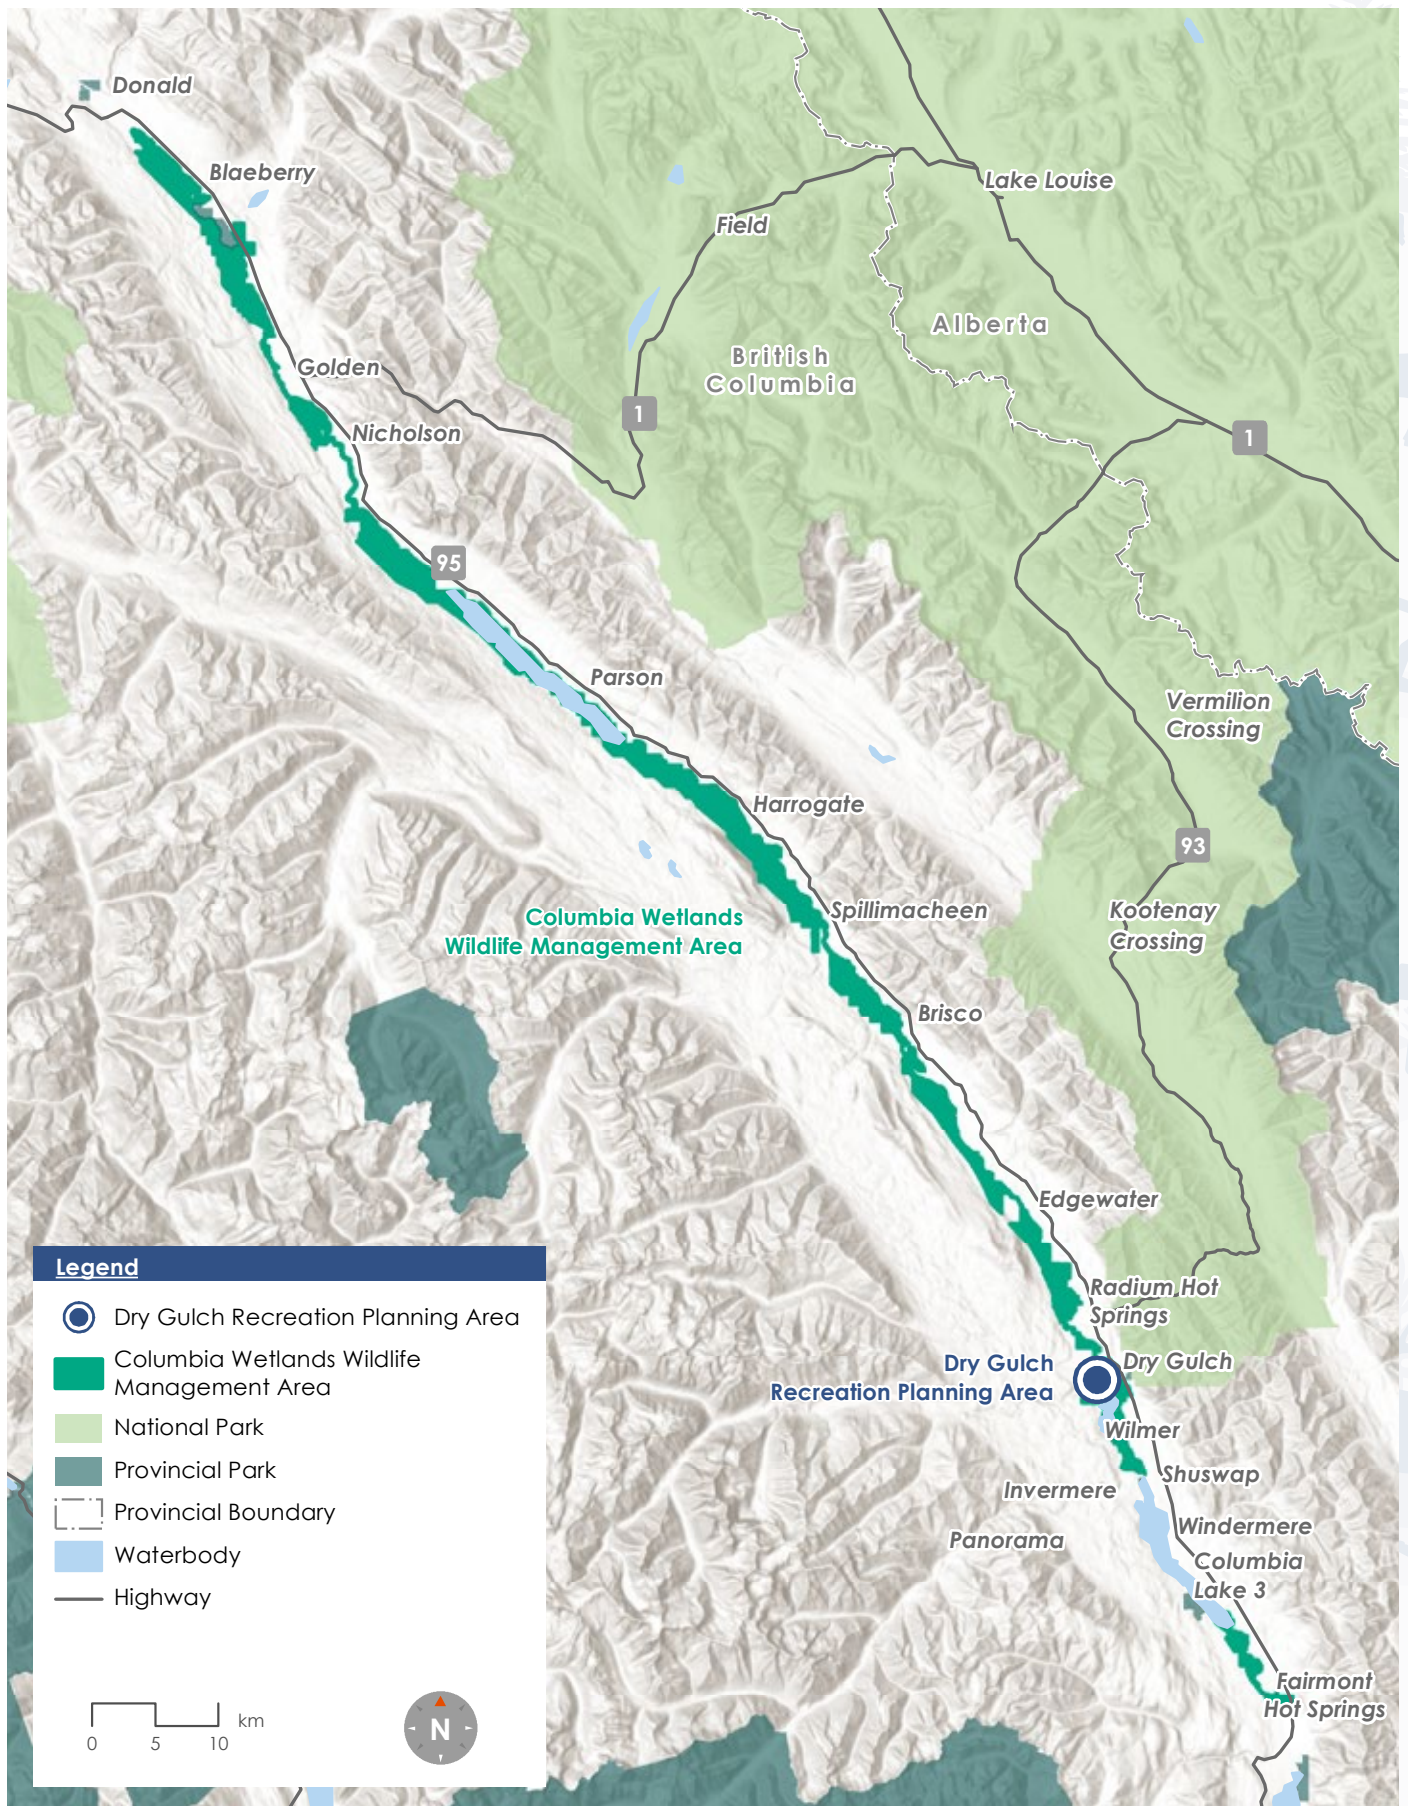 Donald
Blaeberry
Lake Louise
Field
Alberta
British
Columbia
Golden
1
Nicholson
1
95
Parson
Vermilion
Crossing
Harrogate
93
Columbia Wetlands
Wildlife Management Area
Spillimacheen
Kootenay
Crossing
Brisco
Edgewater
Radium Hot
Springs
Dry Gulch
Recreation Planning Area
Dry Gulch
Wilmer
Shuswap
Invermere
Windermere
Panorama
Columbia
Lake 3
Fairmont
Hot Springs
Legend
Dry Gulch Recreation Planning Area
Columbia Wetlands Wildlife
Management Area
National Park
Provincial Park
Provincial Boundary
Waterbody
Highway
0 5 10 km
N